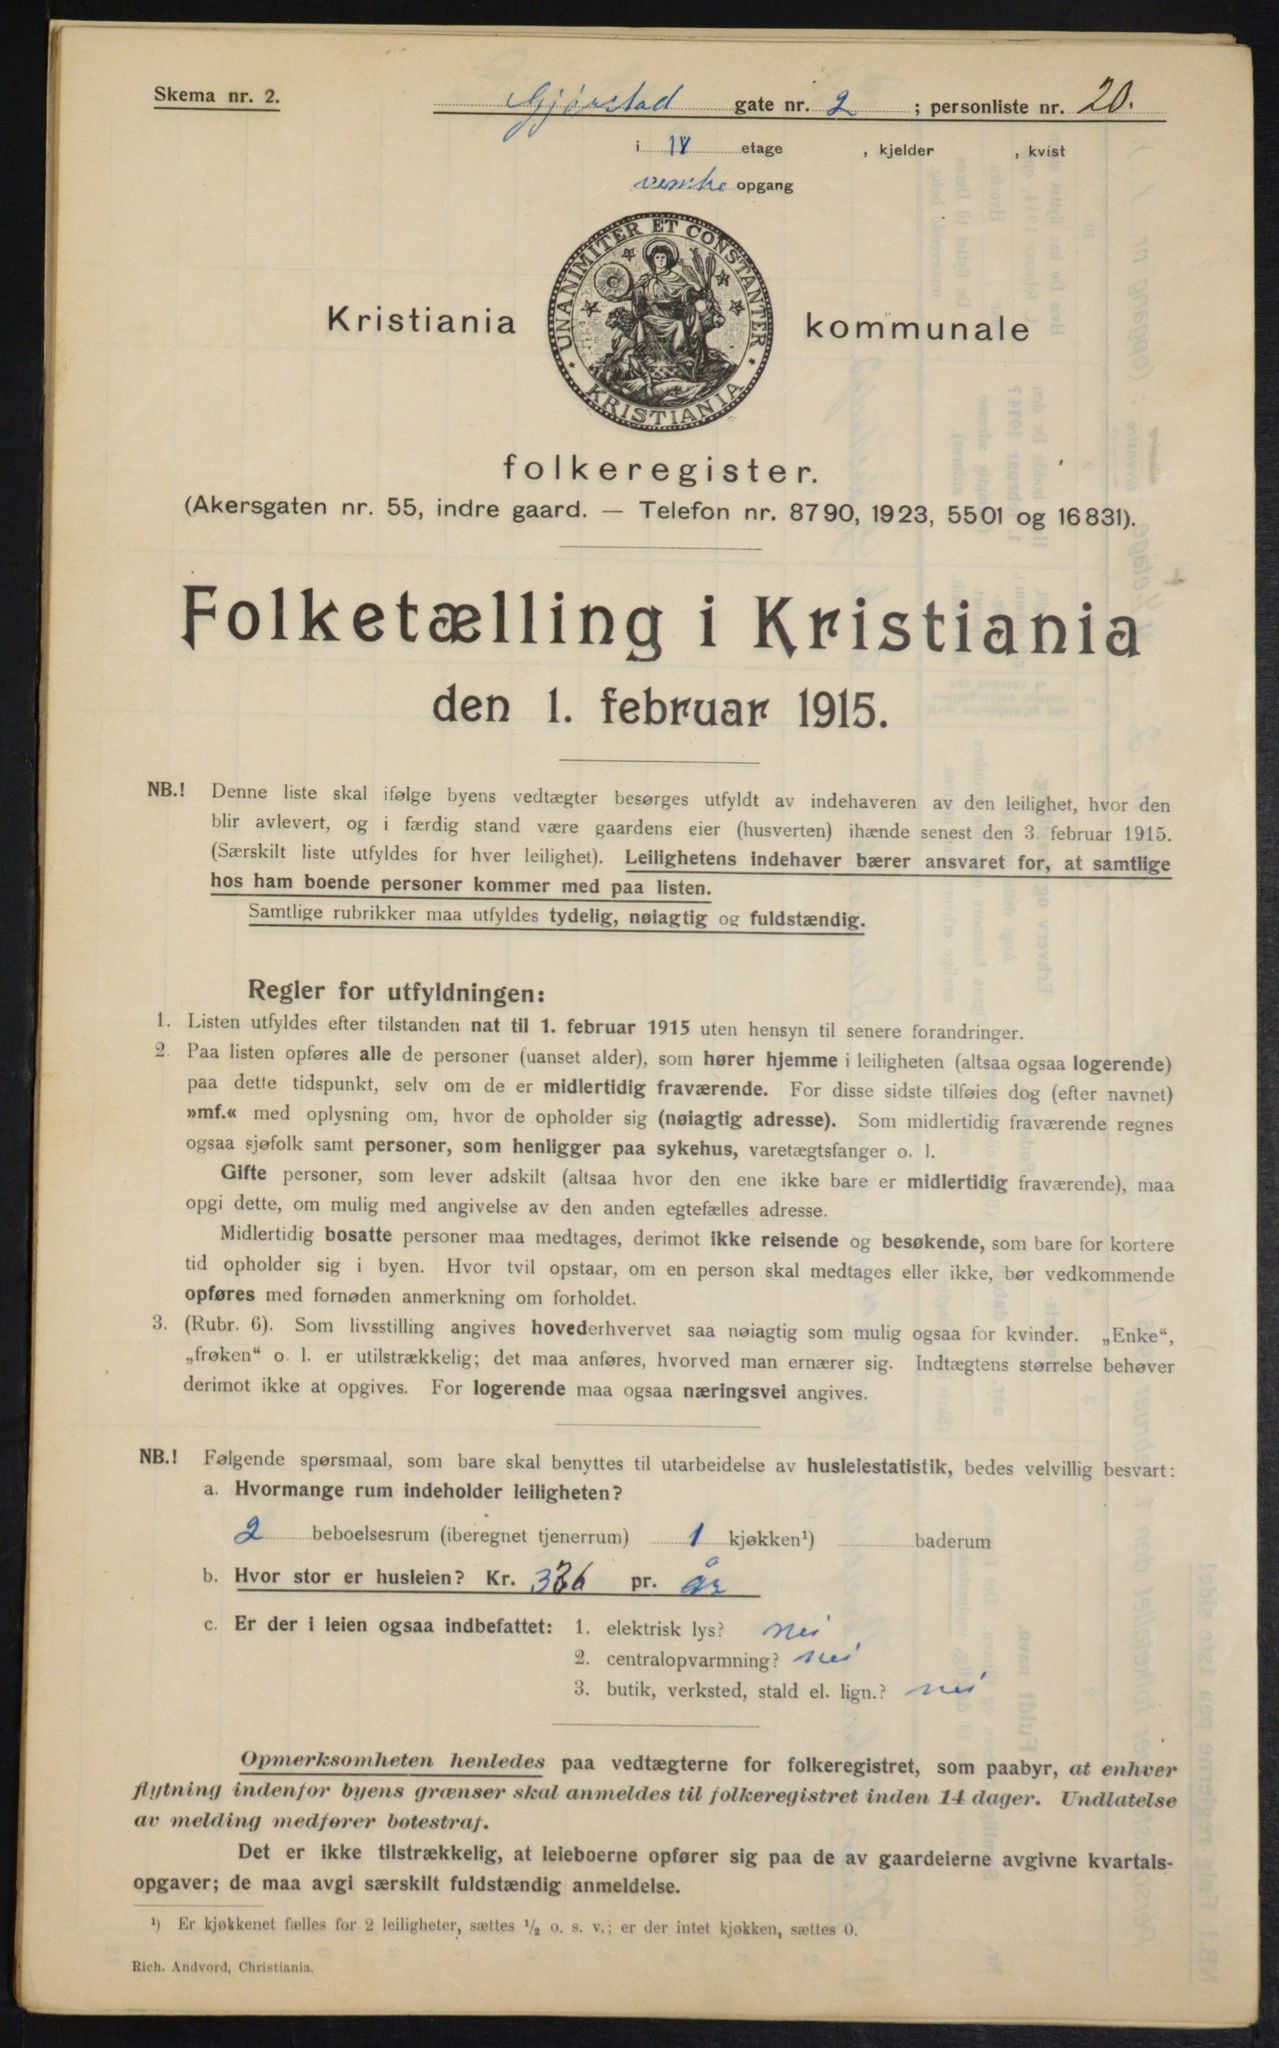 Skema nr. 2.
Gjørstad gate nr. 2 ; personliste nr. 20.
i etage , kjelder , kvist
venstre opgang
UNANIMITER ET CONSTANTER
KRISTIANIA
Kristiania kommunale
folkeregister.
(Akersgaten nr. 55, indre gaard. — Telefon nr. 8790, 1923, 5501 og 16831).
Folketælling i Kristiania
den 1. februar 1915.
NB.! Denne liste skal ifølge byens vedtægter besørges utfyldt av indehaveren av den leilighet, hvor den
blir avlevert, og i færdig stand være gaardens eier (husverten) ihænde senest den 3. februar 1915.
(Særskilt liste utfyldes for hver leilighet). Leilighetens indehaver bærer ansvaret for, at samtlige
hos ham boende personer kommer med paa listen.
Samtlige rubrikker maa utfyldes tydelig, nøiagtig og fuldstændig.
Regler for utfyldningen:
1. Listen utfyldes efter tilstanden nat til 1. februar 1915 uten hensyn til senere forandringer.
2. Paa listen opføres alle de personer (uanset alder), som hører hjemme i leiligheten (altsaa ogsaa logerende)
paa dette tidspunkt, selv om de er midlertidig fraværende. For disse sidste tilføies dog (efter navnet)
»mf.« med oplysning om, hvor de opholder sig (nøiagtig adresse). Som midlertidig fraværende regnes
ogsaa sjøfolk samt personer, som henligger paa sykehus, varetægtsfanger o. l.
Gifte personer, som lever adskilt (altsaa hvor den ene ikke bare er midlertidig fraværende), maa
opgi dette, om mulig med angivelse av den anden egtefælles adresse.
Midlertidig bosatte personer maa medtages, derimot ikke reisende og besøkende, som bare for kortere
tid opholder sig i byen. Hvor tvil opstaar, om en person skal medtages eller ikke, bør vedkommende
opføres med fornøden anmerkning om forholdet.
3. (Rubr. 6). Som livsstilling angives hovederhvervet saa nøiagtig som mulig ogsaa for kvinder. „Enke“,
„frøken“ o. l. er utilstrækkelig; det maa anføres, hvorved man ernærer sig. Indtægtens størrelse behøver
derimot ikke at opgives. For logerende maa ogsaa næringsvei angives.
NB.! Følgende spørsmaal, som bare skal benyttes til utarbeidelse av husleiestatistik, bedes velvillig besvart:
a. Hvormange rum indeholder leiligheten?
2 beboelsesrum (iberegnet tjenerrum) 1 kjøkken¹) baderum
b. Hvor stor er husleien? Kr. pr. år
c. Er der i leien ogsaa indbefattet: 1. elektrisk lys? nei
2. centralopvarmning? nei
3. butik, verksted, stald el. lign.? nei
Opmerksomheten henledes paa vedtægterne for folkeregistret, som paabyr, at enhver
flytning indenfor byens grænser skal anmeldes til folkeregistret inden 14 dager. Undlatelse
av melding medfører botestraf.
Det er ikke tilstrækkelig, at leieboerne opfører sig paa de av gaardeierne avgivne kvartals-
opgaver; de maa avgi særskilt fuldstændig anmeldelse.
¹) Er kjøkkenet fælles for 2 leiligheter, sættes ½ o. s. v.; er der intet kjøkken, sættes 0.
Rich. Andvord, Christiania.